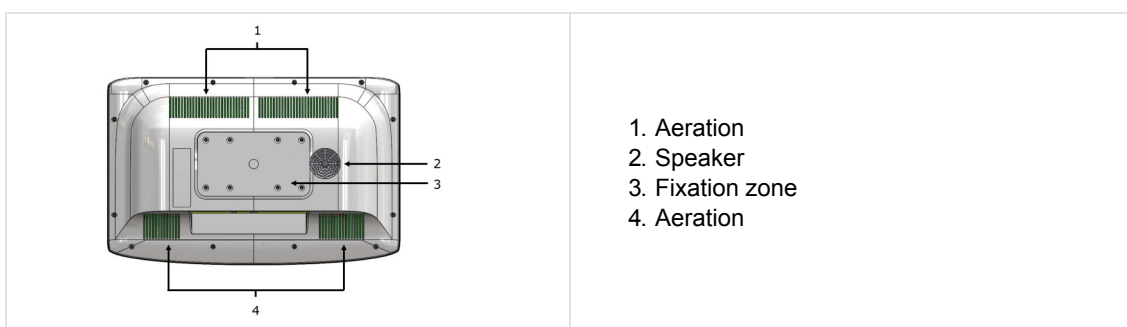 1
2
3
4
1. Aeration
2. Speaker
3. Fixation zone
4. Aeration